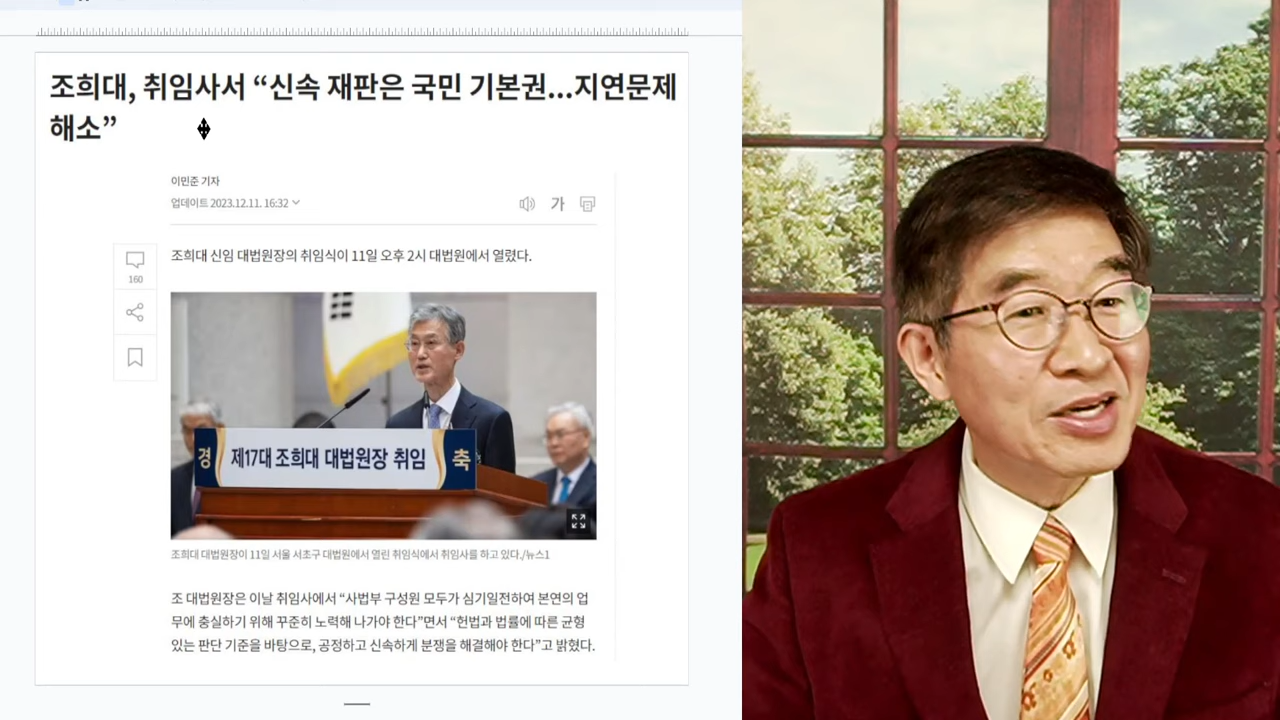 조희대, 취임사서 “신속 재판은 국민 기본권...지연문제
해소”
이민준 기자
업데이트 2023.12.11. 16:32
가
160
조희대 신임 대법원장의 취임식이 11일 오후 2시 대법원에서 열렸다.
경 제17대 조희대 대법원장 취임 축
조희대 대법원장이 11일 서울 서초구 대법원에서 열린 취임식에서 취임사를 하고 있다./뉴스1
조 대법원장은 이날 취임사에서 “사법부 구성원 모두가 심기일전하여 본연의 업
무에 충실하기 위해 꾸준히 노력해 나가야 한다”면서 “헌법과 법률에 따른 균형
있는 판단 기준을 바탕으로, 공정하고 신속하게 분쟁을 해결해야 한다”고 밝혔다.